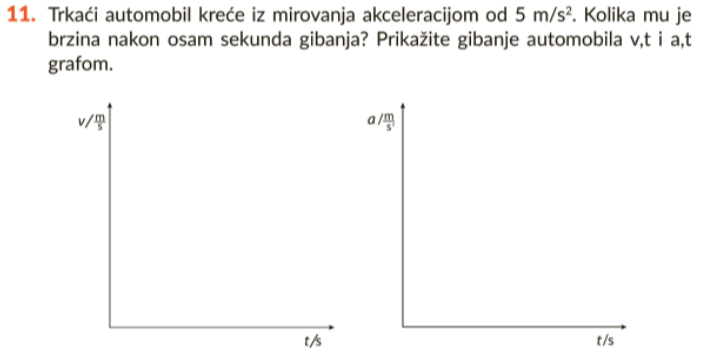 11. Trkaći automobil kreće iz mirovanja akceleracijom od 5 m/s². Kolika mu je
brzina nakon osam sekunda gibanja? Prikažite gibanje automobila v,t i a,t
grafom.
v/m/s
a/m/s²
t/s
t/s